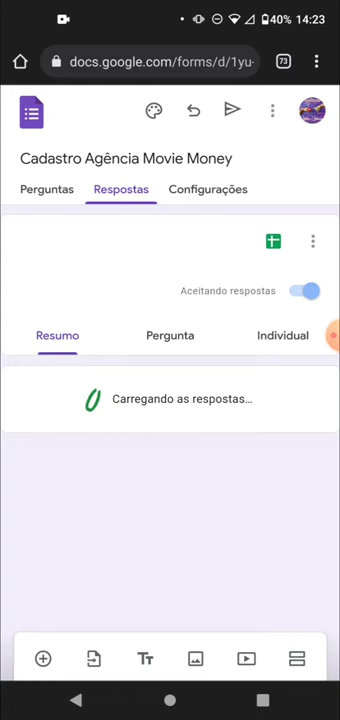 40% 14:23
docs.google.com/forms/d/1yu-
73
Cadastro Agência Movie Money
Perguntas Respostas Configurações
Aceitando respostas
Resumo Pergunta Individual
Carregando as respostas...
Tт